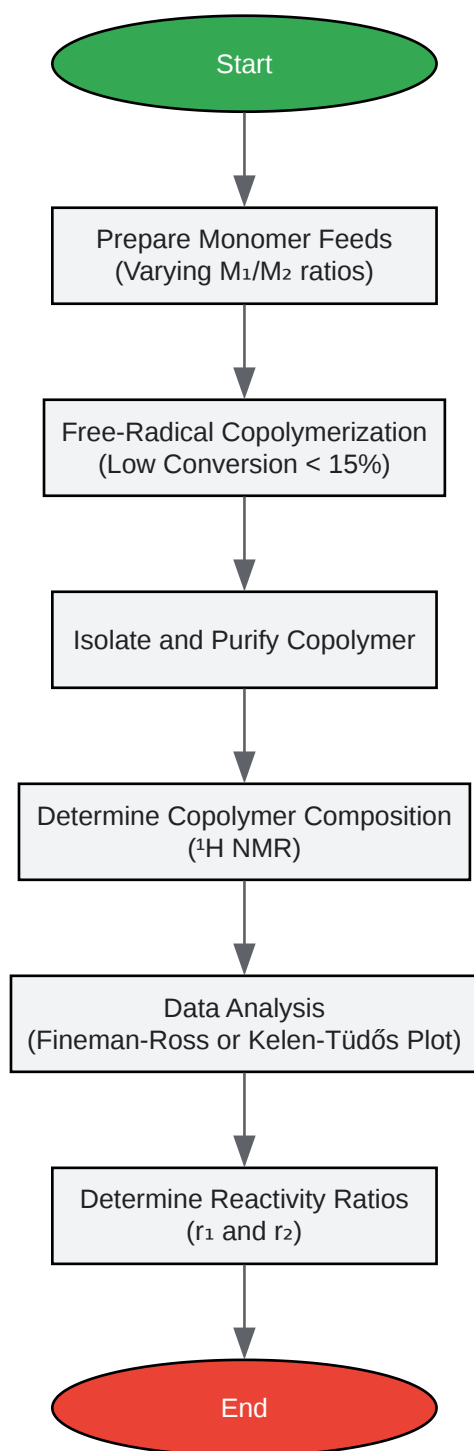 Start
Prepare Monomer Feeds
(Varying M₁/M₂ ratios)
Free-Radical Copolymerization
(Low Conversion < 15%)
Isolate and Purify Copolymer
Determine Copolymer Composition
(¹H NMR)
Data Analysis
(Fineman-Ross or Kelen-Tüdős Plot)
Determine Reactivity Ratios
(r₁ and r₂)
End